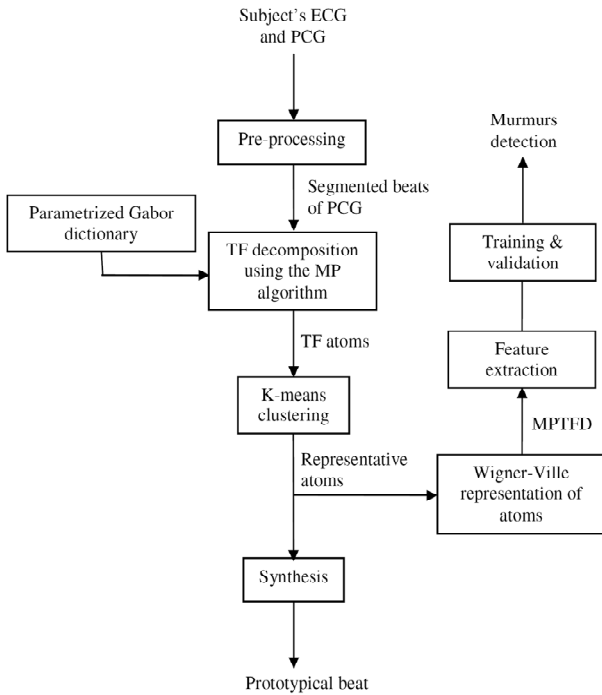 Subject's ECG
and PCG
Pre-processing
Segmented beats
of PCG
Parametrized Gabor
dictionary
TF decomposition
using the MP
algorithm
TF atoms
K-means
clustering
Representative
atoms
Synthesis
Prototypical beat
Wigner-Ville
representation of
atoms
MPTFD
Feature
extraction
Training &
validation
Murmurs
detection